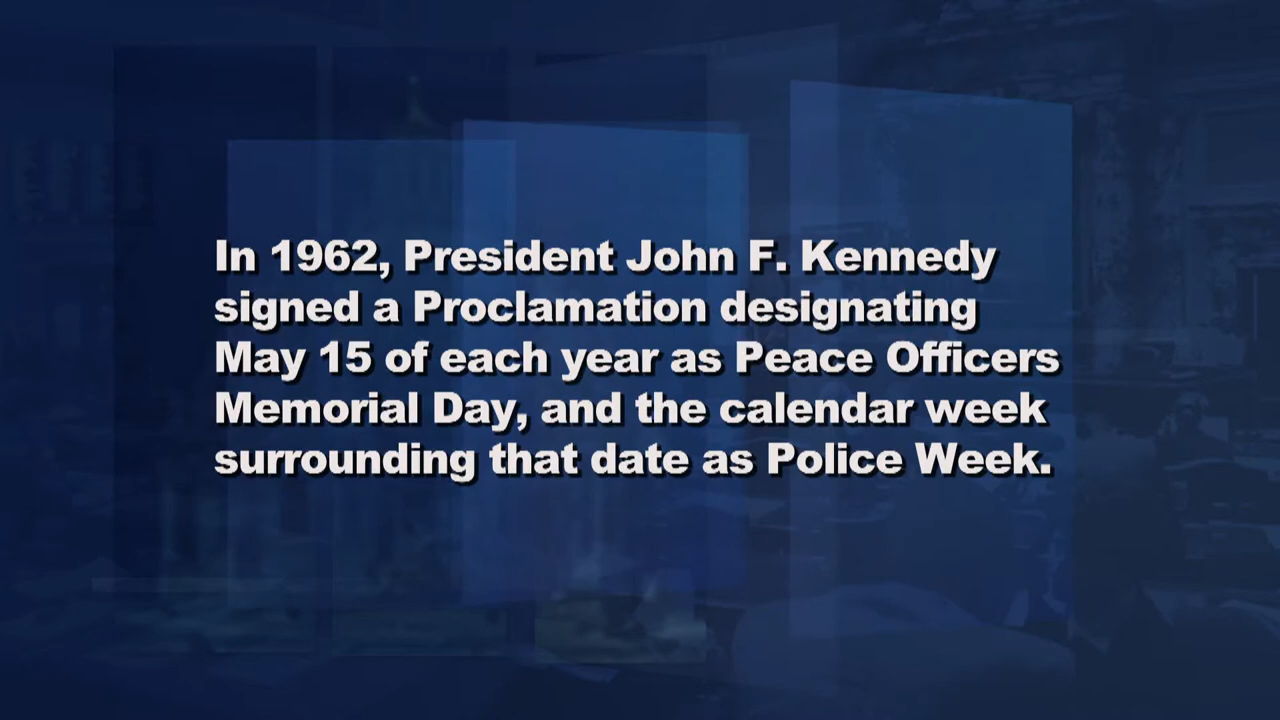 In 1962, President John F. Kennedy
signed a Proclamation designating
May 15 of each year as Peace Officers
Memorial Day, and the calendar week
surrounding that date as Police Week.